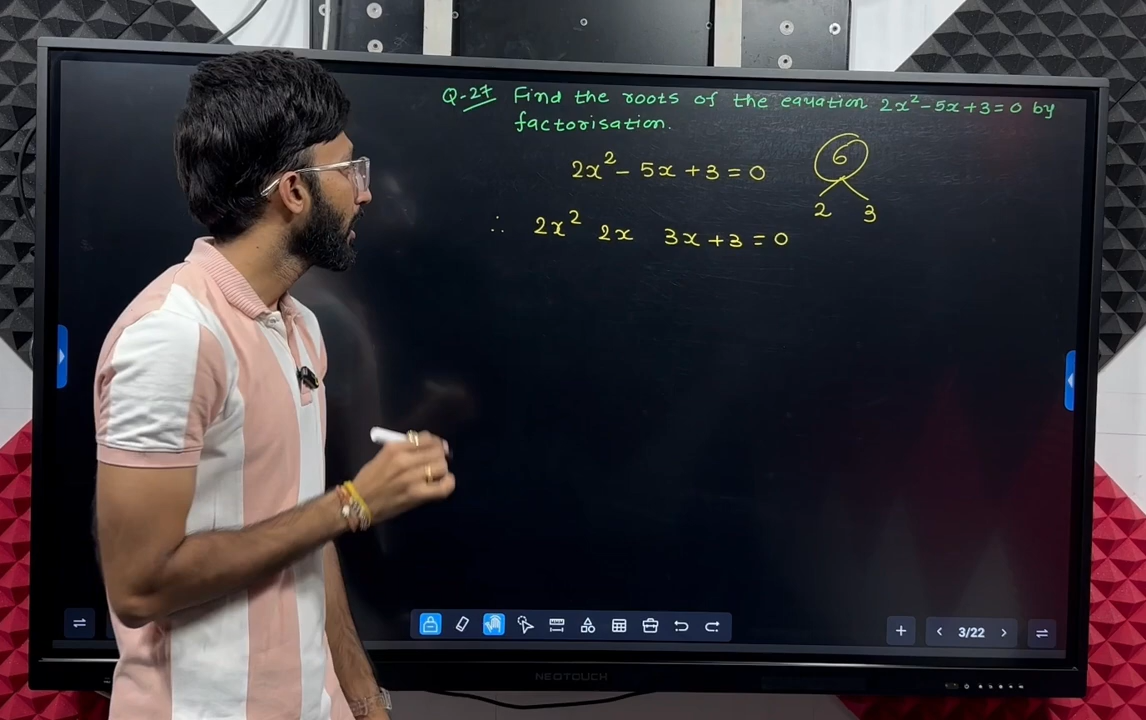 Q-27 Find the roots of the equation 2x²-5x+3=0 by
factorisation.
2x² - 5x + 3 = 0
6
2 3
∴ 2x² 2x 3x + 3 = 0
3/22
NEOTOUCH